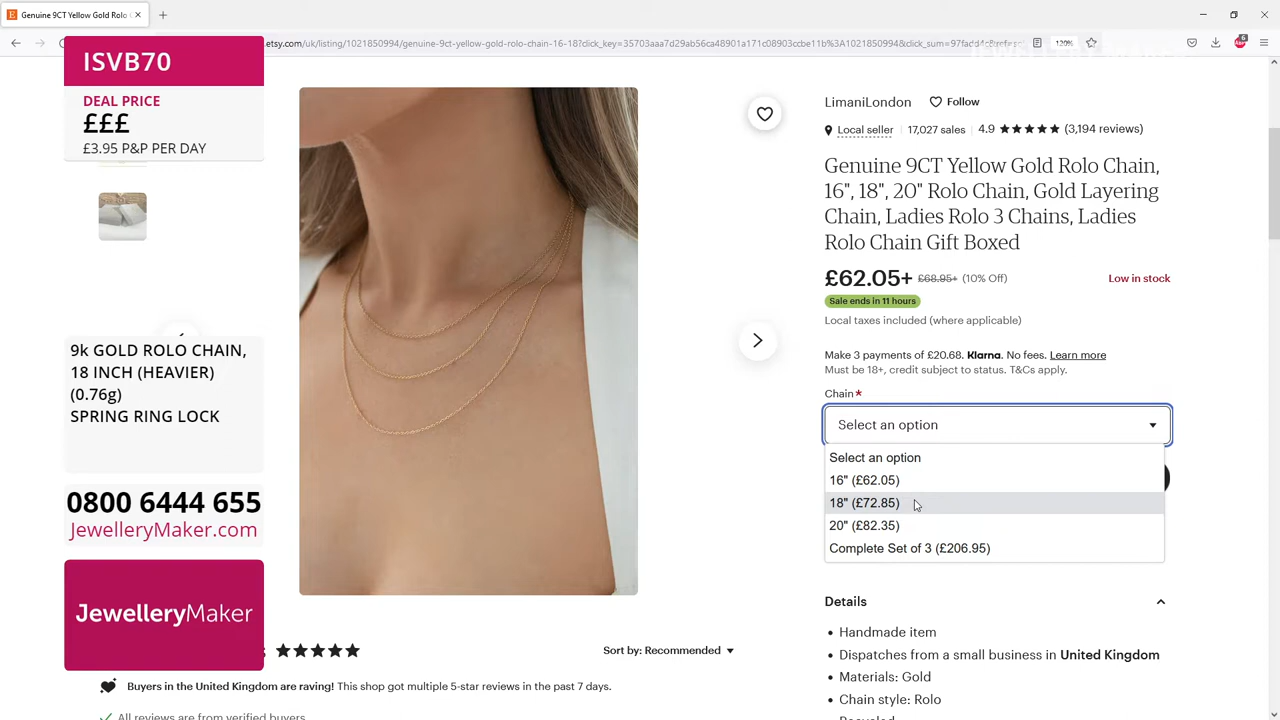 Genuine 9CT Yellow Gold Rolo
ISVB70
DEAL PRICE
£££
£3.95 P&P PER DAY
9k GOLD ROLO CHAIN,
18 INCH (HEAVIER)
(0.76g)
SPRING RING LOCK
0800 6444 655
JewelleryMaker.com
JewelleryMaker
120%
LimaniLondon Follow
Local seller 17,027 sales 4.9 (3,194 reviews)
Genuine 9CT Yellow Gold Rolo Chain,
16", 18", 20" Rolo Chain, Gold Layering
Chain, Ladies Rolo 3 Chains, Ladies
Rolo Chain Gift Boxed
£62.05+ £68.95+ (10% Off) Low in stock
Sale ends in 11 hours
Local taxes included (where applicable)
Make 3 payments of £20.68. Klarna. No fees. Learn more
Must be 18+, credit subject to status. T&Cs apply.
Chain *
Select an option
Select an option
16" (£62.05)
18" (£72.85)
20" (£82.35)
Complete Set of 3 (£206.95)
Details
• Handmade item
• Dispatches from a small business in United Kingdom
• Materials: Gold
• Chain style: Rolo
Sort by: Recommended
Buyers in the United Kingdom are raving! This shop got multiple 5-star reviews in the past 7 days.
All reviews are from verified buyers